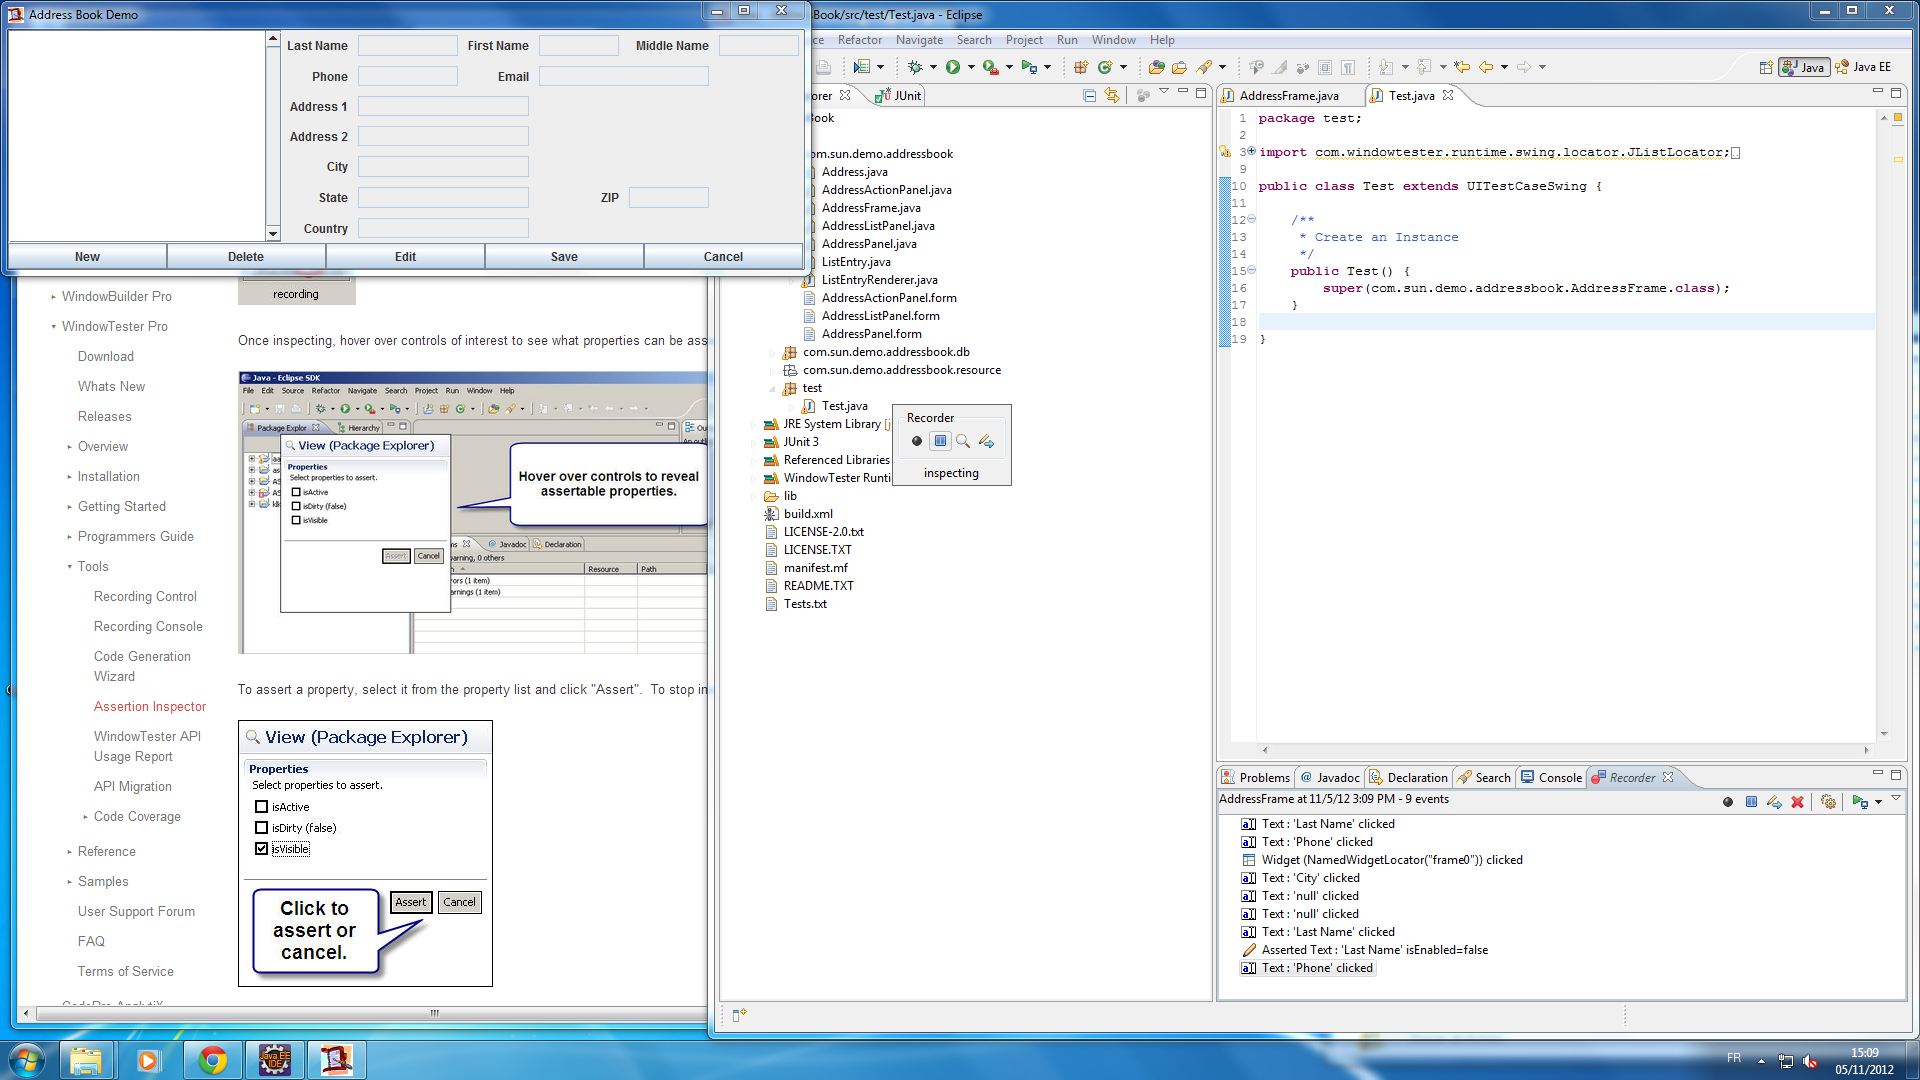 Address Book Demo
Last Name
First Name
Middle Name
Phone
Email
Address 1
Address 2
City
State
ZIP
Country
New
Delete
Edit
Save
Cancel
WindowBuilder Pro
WindowTester Pro
Download
Whats New
Releases
Overview
Installation
Getting Started
Programmers Guide
Tools
Recording Control
Recording Console
Code Generation
Wizard
Assertion Inspector
WindowTester API
Usage Report
API Migration
Code Coverage
Reference
Samples
User Support Forum
FAQ
Terms of Service
recording
Once inspecting, hover over controls of interest to see what properties can be ass
Java - Eclipse SDK
File Edit Source Refactor Navigate Search Project Run Window Help
Package Explor
Hierarchy
View (Package Explorer)
Properties
Select properties to assert.
isActive
isDirty (false)
isVisible
Assert
Cancel
Hover over controls to reveal
assertable properties.
Javadoc
Declaration
arning, 0 others
Resource
Path
rors (1 item)
arnings (1 item)
To assert a property, select it from the property list and click "Assert". To stop in
View (Package Explorer)
Properties
Select properties to assert.
isActive
isDirty (false)
isVisible
Assert
Cancel
Click to
assert or
cancel.
Book/src/test/Test.java - Eclipse
ce Refactor Navigate Search Project Run Window Help
Java
Java EE
orer
JUnit
Book
om.sun.demo.addressbook
Address.java
AddressActionPanel.java
AddressFrame.java
AddressListPanel.java
AddressPanel.java
ListEntry.java
ListEntryRenderer.java
AddressActionPanel.form
AddressListPanel.form
AddressPanel.form
com.sun.demo.addressbook.db
com.sun.demo.addressbook.resource
test
Test.java
JRE System Library [j
JUnit 3
Referenced Libraries
WindowTester Runti
lib
build.xml
LICENSE-2.0.txt
LICENSE.TXT
manifest.mf
README.TXT
Tests.txt
Recorder
inspecting
AddressFrame.java
Test.java
1 package test;
2
3 import com.windowtester.runtime.swing.locator.JListLocator;
9
10 public class Test extends UITestCaseSwing {
11
12 /**
13 * Create an Instance
14 */
15 public Test() {
16 super(com.sun.demo.addressbook.AddressFrame.class);
17 }
18
19 }
Problems
Javadoc
Declaration
Search
Console
Recorder
AddressFrame at 11/5/12 3:09 PM - 9 events
Text : 'Last Name' clicked
Text : 'Phone' clicked
Widget (NamedWidgetLocator("frame0")) clicked
Text : 'City' clicked
Text : 'null' clicked
Text : 'null' clicked
Text : 'Last Name' clicked
Asserted Text : 'Last Name' isEnabled=false
Text : 'Phone' clicked
Java EE
IDE
FR
15:09
05/11/2012